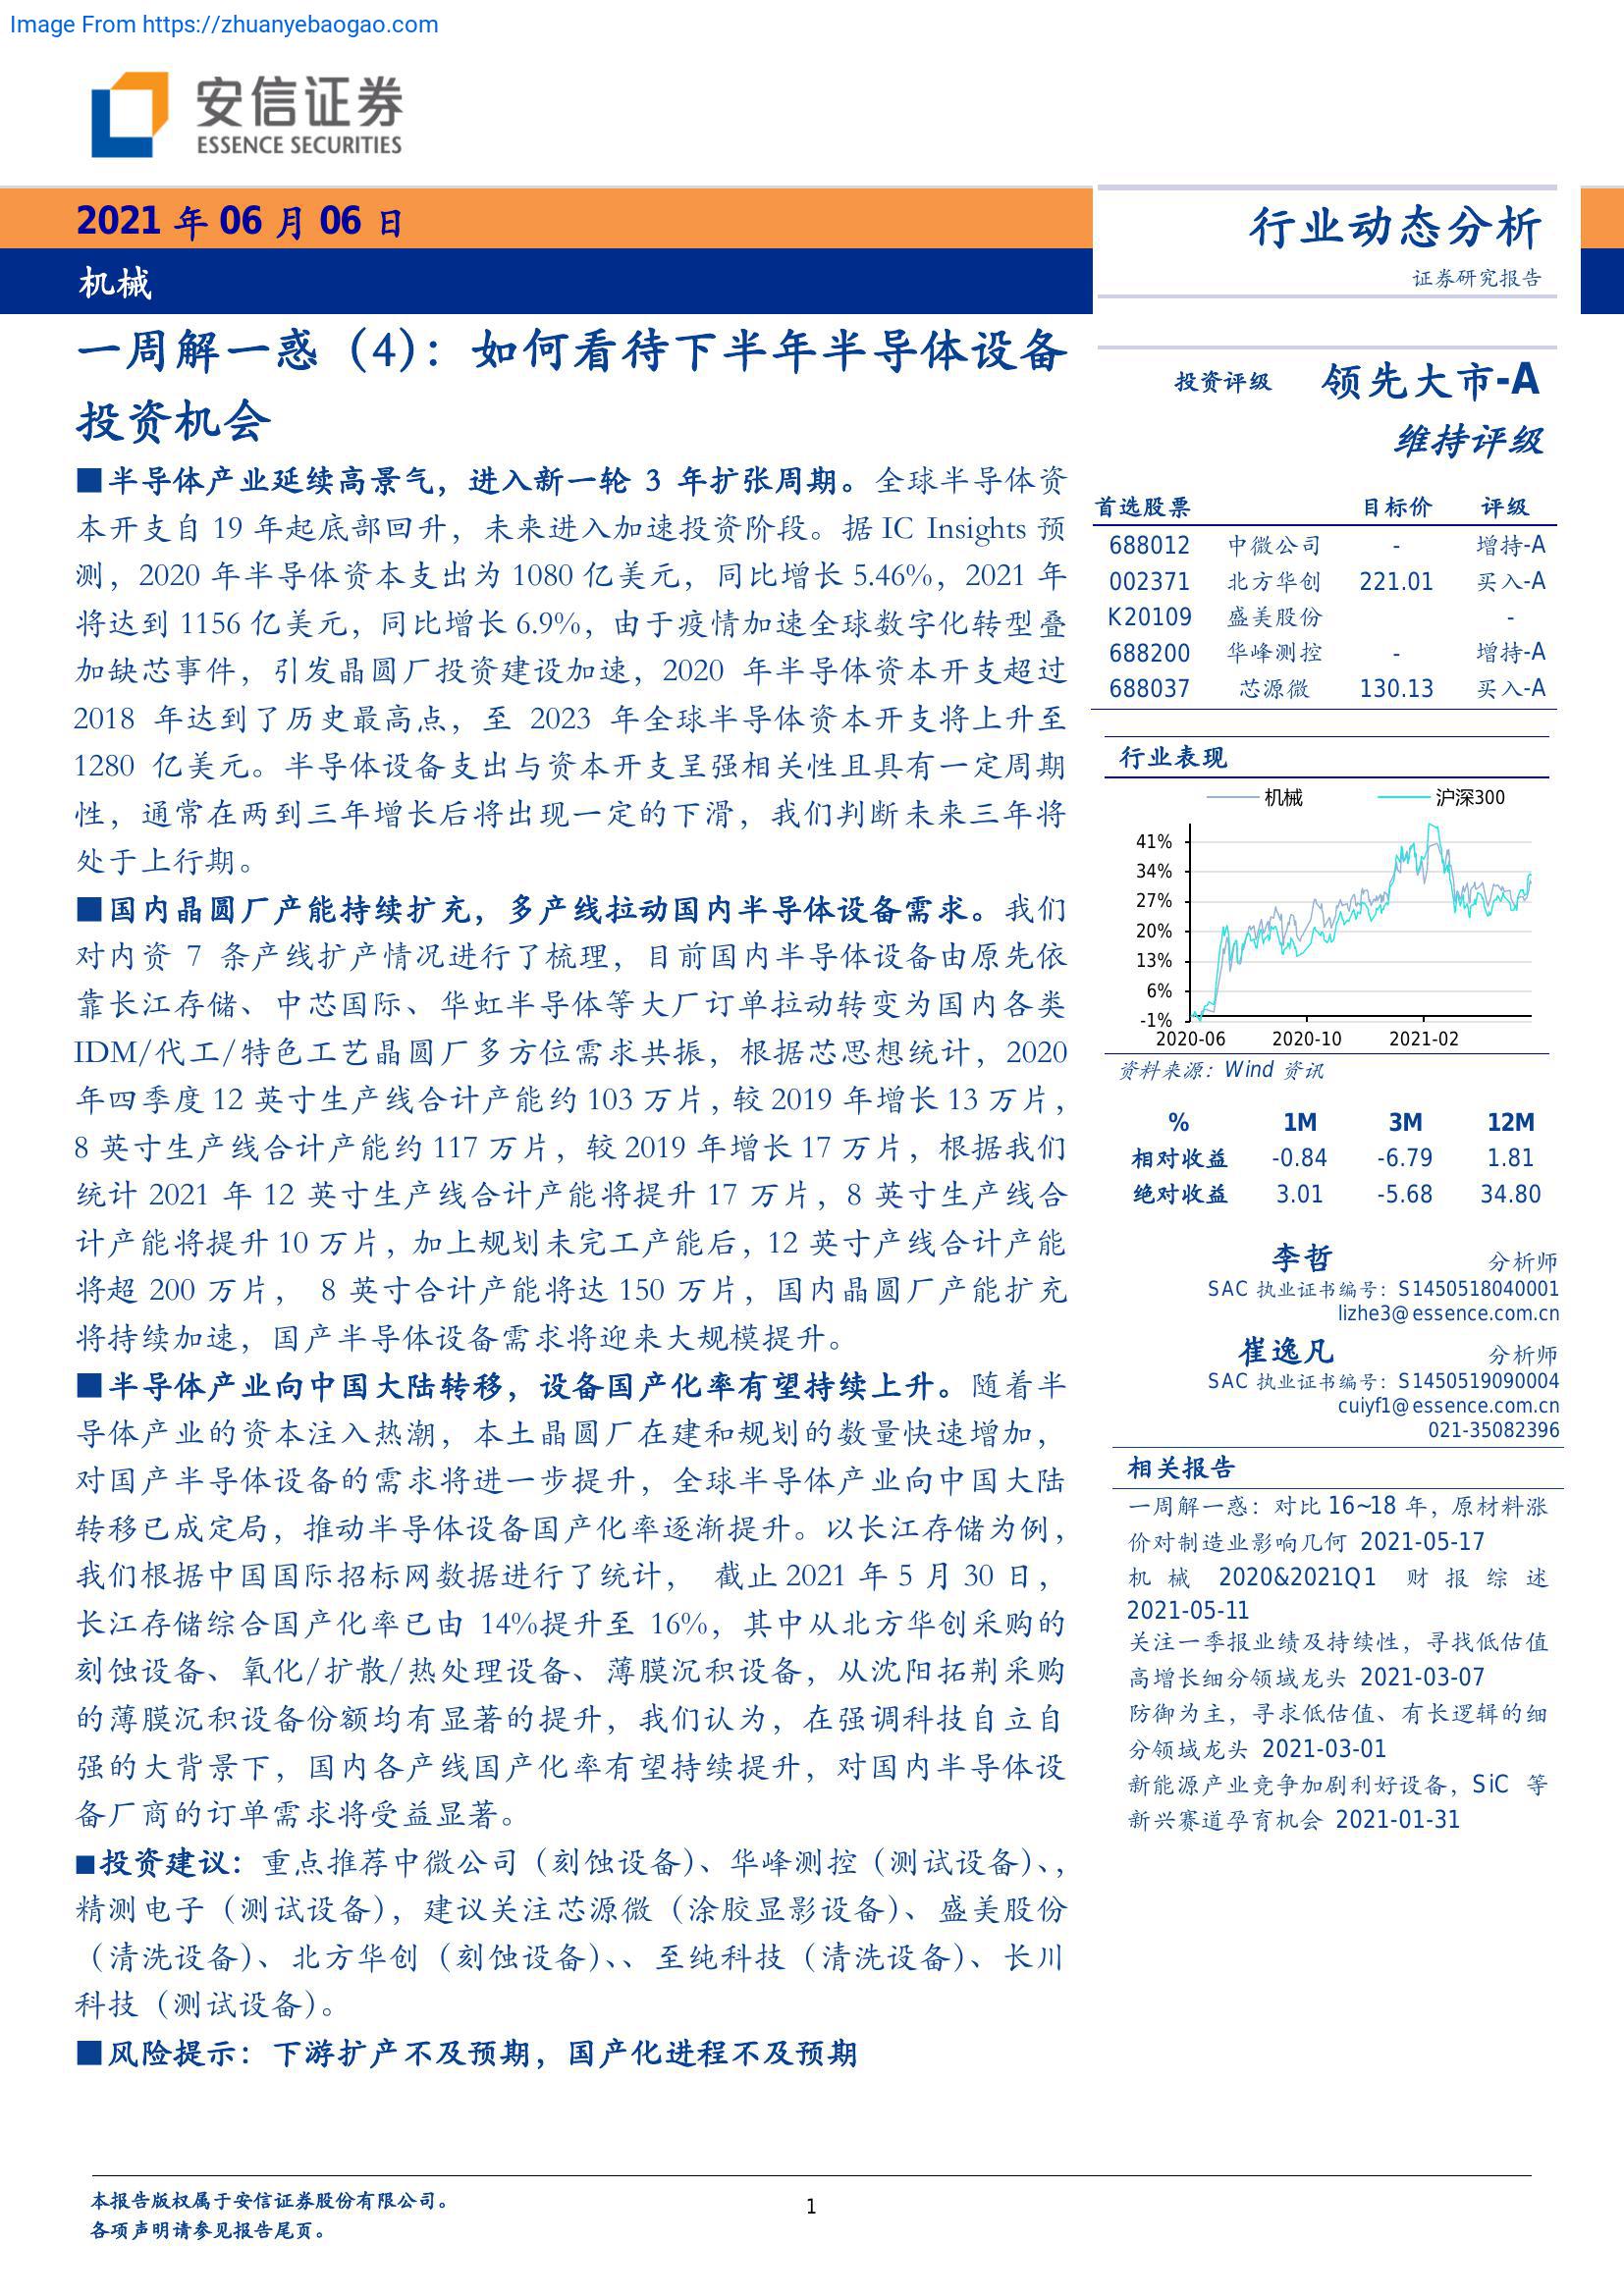 Image From https://zhuanyebaogao.com
安信证券
ESSENCE SECURITIES
2021 年 06 月 06 日
机械
行业动态分析
证券研究报告
一周解一惑（4）：如何看待下半年半导体设备
投资机会
■半导体产业延续高景气，进入新一轮 3 年扩张周期。全球半导体资
本开支自 19 年起底部回升，未来进入加速投资阶段。据 IC Insights 预
测，2020 年半导体资本支出为 1080 亿美元，同比增长 5.46%，2021 年
将达到 1156 亿美元，同比增长 6.9%，由于疫情加速全球数字化转型叠
加缺芯事件，引发晶圆厂投资建设加速，2020 年半导体资本开支超过
2018 年达到了历史最高点，至 2023 年全球半导体资本开支将上升至
1280 亿美元。半导体设备支出与资本开支呈强相关性且具有一定周期
性，通常在两到三年增长后将出现一定的下滑，我们判断未来三年将
处于上行期。
■国内晶圆厂产能持续扩充，多产线拉动国内半导体设备需求。我们
对内资 7 条产线扩产情况进行了梳理，目前国内半导体设备由原先依
靠长江存储、中芯国际、华虹半导体等大厂订单拉动转变为国内各类
IDM/代工/特色工艺晶圆厂多方位需求共振，根据芯思想统计，2020
年四季度 12 英寸生产线合计产能约 103 万片，较 2019 年增长 13 万片，
8 英寸生产线合计产能约 117 万片，较 2019 年增长 17 万片，根据我们
统计 2021 年 12 英寸生产线合计产能将提升 17 万片，8 英寸生产线合
计产能将提升 10 万片，加上规划未完工产能后，12 英寸产线合计产能
将超 200 万片， 8 英寸合计产能将达 150 万片，国内晶圆厂产能扩充
将持续加速，国产半导体设备需求将迎来大规模提升。
■半导体产业向中国大陆转移，设备国产化率有望持续上升。随着半
导体产业的资本注入热潮，本土晶圆厂在建和规划的数量快速增加，
对国产半导体设备的需求将进一步提升，全球半导体产业向中国大陆
转移已成定局，推动半导体设备国产化率逐渐提升。以长江存储为例，
我们根据中国国际招标网数据进行了统计， 截止 2021 年 5 月 30 日，
长江存储综合国产化率已由 14%提升至 16%，其中从北方华创采购的
刻蚀设备、氧化/扩散/热处理设备、薄膜沉积设备，从沈阳拓荆采购
的薄膜沉积设备份额均有显著的提升，我们认为，在强调科技自立自
强的大背景下，国内各产线国产化率有望持续提升，对国内半导体设
备厂商的订单需求将受益显著。
■投资建议：重点推荐中微公司（刻蚀设备）、华峰测控（测试设备）、，
精测电子（测试设备），建议关注芯源微（涂胶显影设备）、盛美股份
（清洗设备）、北方华创（刻蚀设备）、、至纯科技（清洗设备）、长川
科技（测试设备）。
■风险提示：下游扩产不及预期，国产化进程不及预期
投资评级 领先大市-A
维持评级
首选股票 目标价 评级
688012 中微公司 - 增持-A
002371 北方华创 221.01 买入-A
K20109 盛美股份 -
688200 华峰测控 - 增持-A
688037 芯源微 130.13 买入-A
行业表现
机械 沪深300
41%
34%
27%
20%
13%
6%
-1%
2020-06 2020-10 2021-02
资料来源：Wind 资讯
% 1M 3M 12M
相对收益 -0.84 -6.79 1.81
绝对收益 3.01 -5.68 34.80
李哲 分析师
SAC 执业证书编号：S1450518040001
lizhe3@essence.com.cn
崔逸凡 分析师
SAC 执业证书编号：S1450519090004
cuiyf1@essence.com.cn
021-35082396
相关报告
一周解一惑：对比 16~18 年，原材料涨
价对制造业影响几何 2021-05-17
机械 2020&2021Q1 财报综述
2021-05-11
关注一季报业绩及持续性，寻找低估值
高增长细分领域龙头 2021-03-07
防御为主，寻求低估值、有长逻辑的细
分领域龙头 2021-03-01
新能源产业竞争加剧利好设备，SiC 等
新兴赛道孕育机会 2021-01-31
本报告版权属于安信证券股份有限公司。
各项声明请参见报告尾页。
1